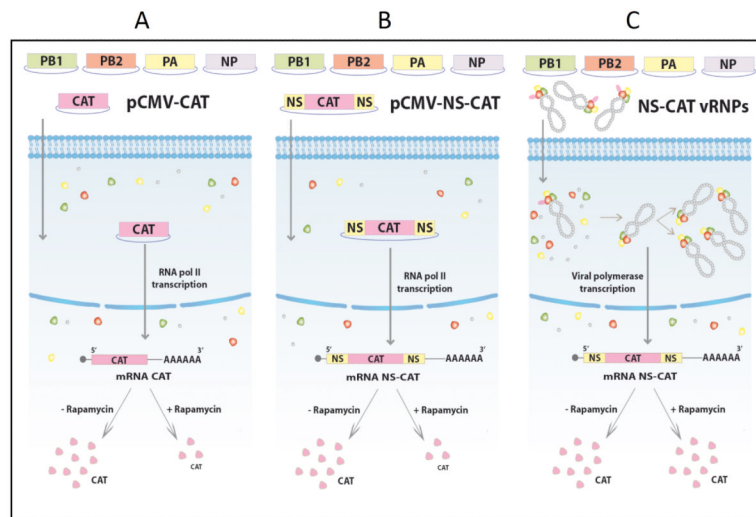 A B C
PB1 PB2 PA NP PB1 PB2 PA NP PB1 PB2 PA NP
CAT pCMV-CAT NS CAT NS pCMV-NS-CAT NS-CAT vRNPs
CAT NS CAT NS
RNA pol II
transcription
RNA pol II
transcription
Viral polymerase
transcription
5' 3' 5' 3' 5' 3'
CAT AAAAAA NS CAT NS AAAAAA NS CAT NS AAAAAA
mRNA CAT mRNA NS-CAT mRNA NS-CAT
- Rapamycin + Rapamycin - Rapamycin + Rapamycin - Rapamycin + Rapamycin
CAT CAT CAT CAT CAT CAT